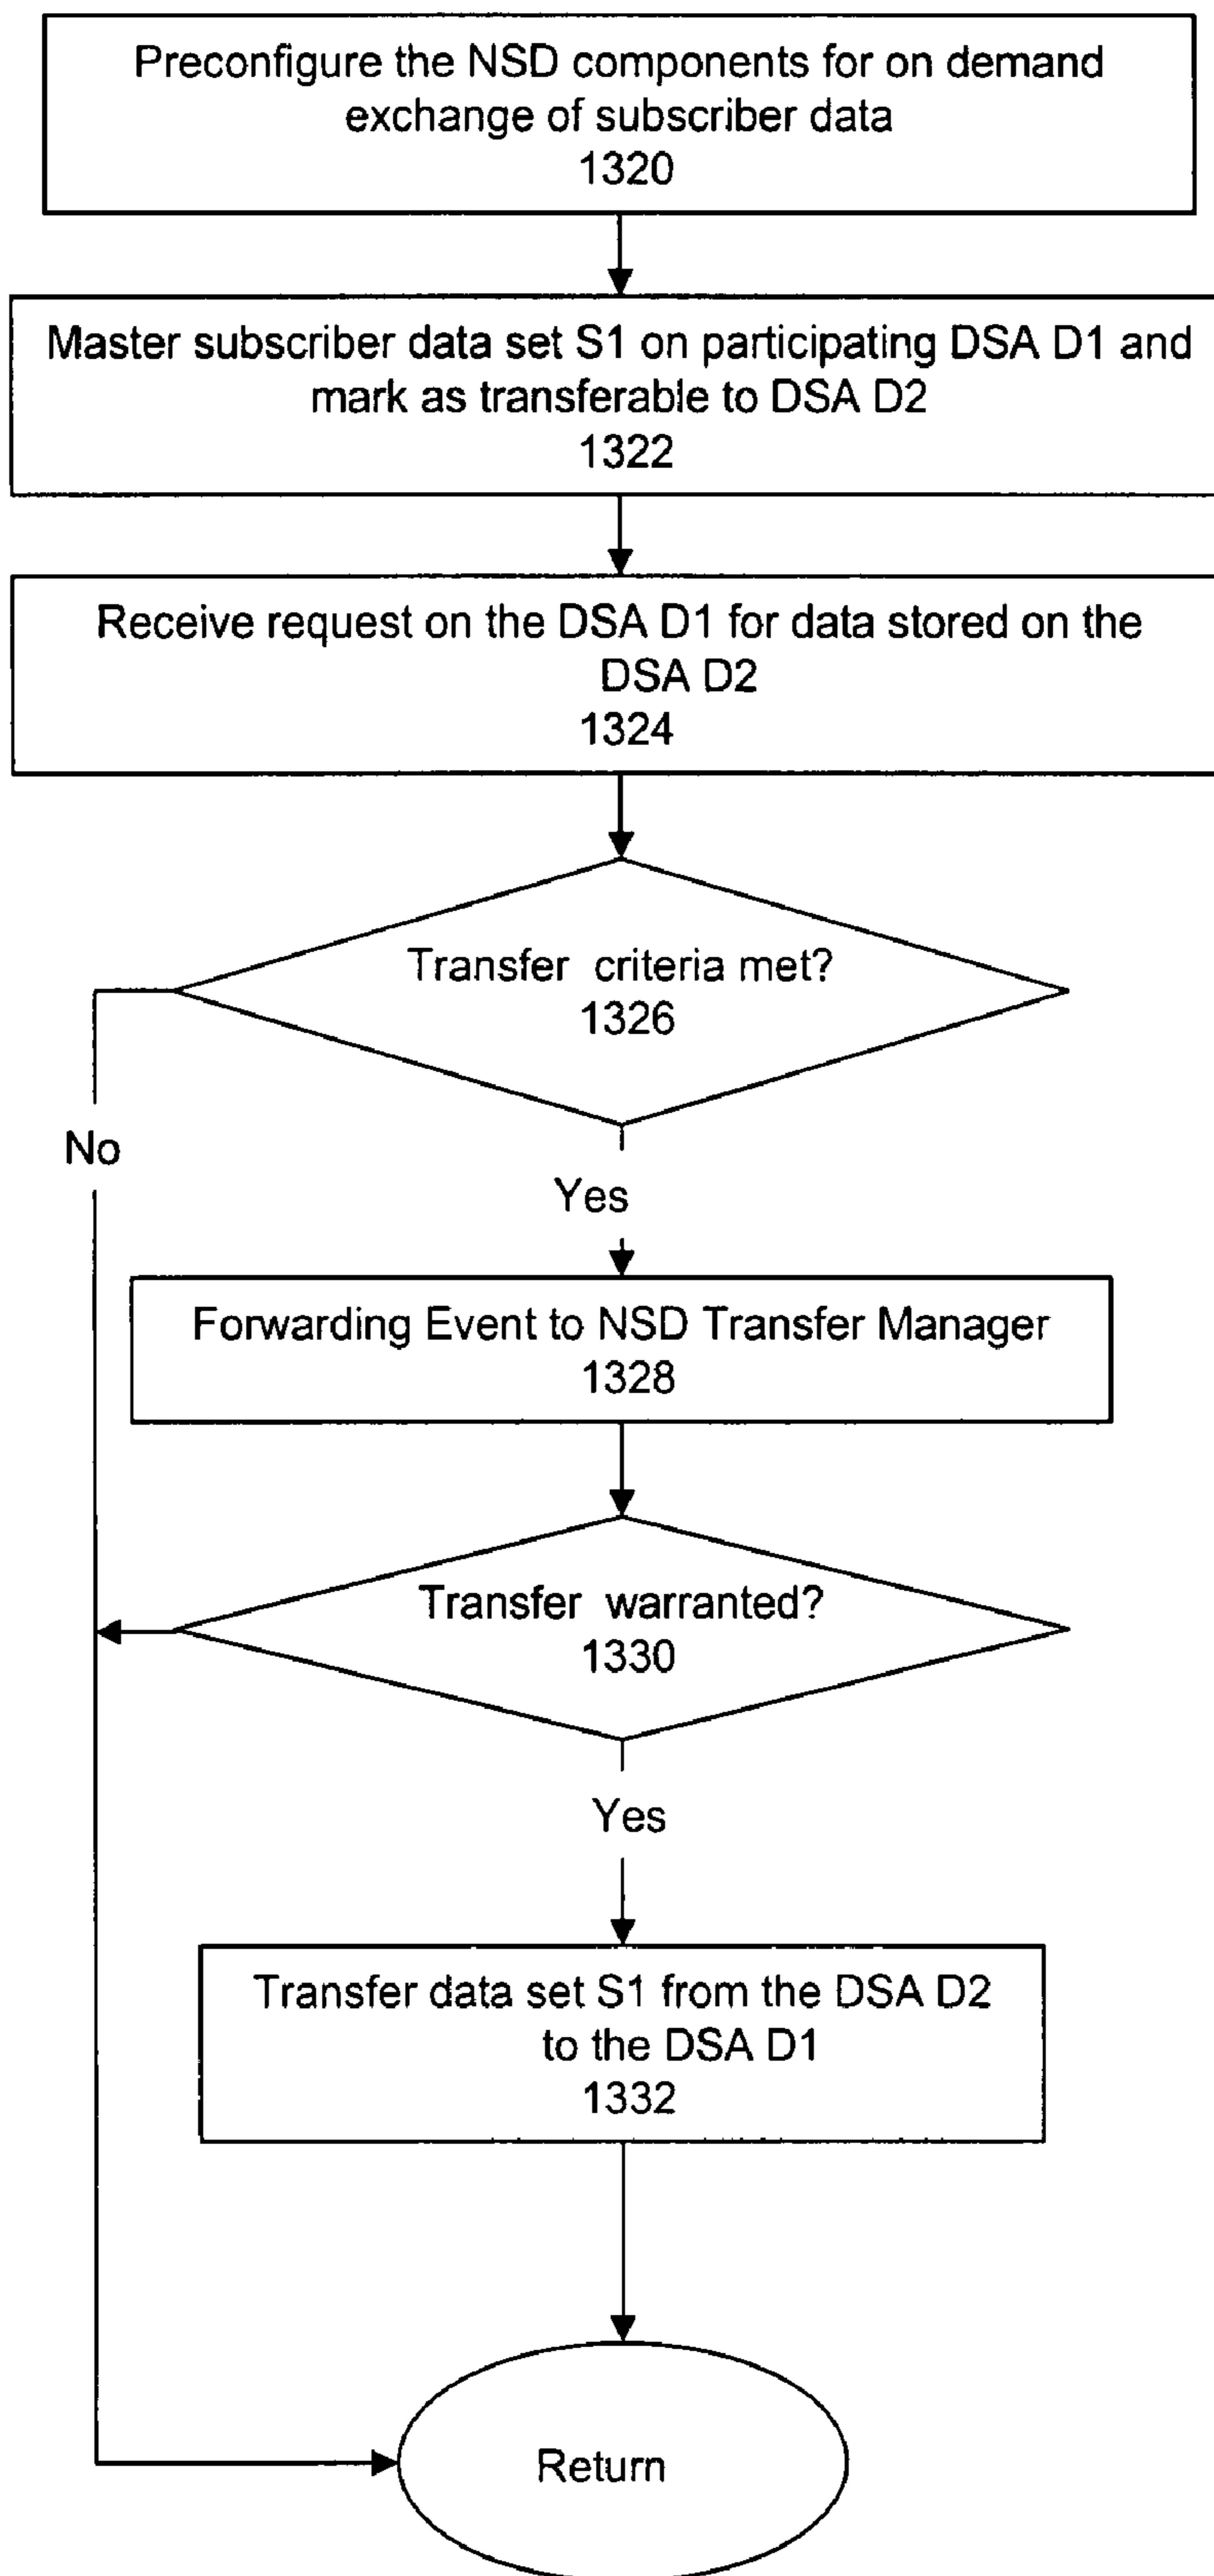 Preconfigure the NSD components for on demand
exchange of subscriber data
1320
Master subscriber data set S1 on participating DSA D1 and
mark as transferable to DSA D2
1322
Receive request on the DSA D1 for data stored on the
DSA D2
1324
Transfer criteria met?
1326
No
Yes
Forwarding Event to NSD Transfer Manager
1328
Transfer warranted?
1330
Yes
Transfer data set S1 from the DSA D2
to the DSA D1
1332
Return